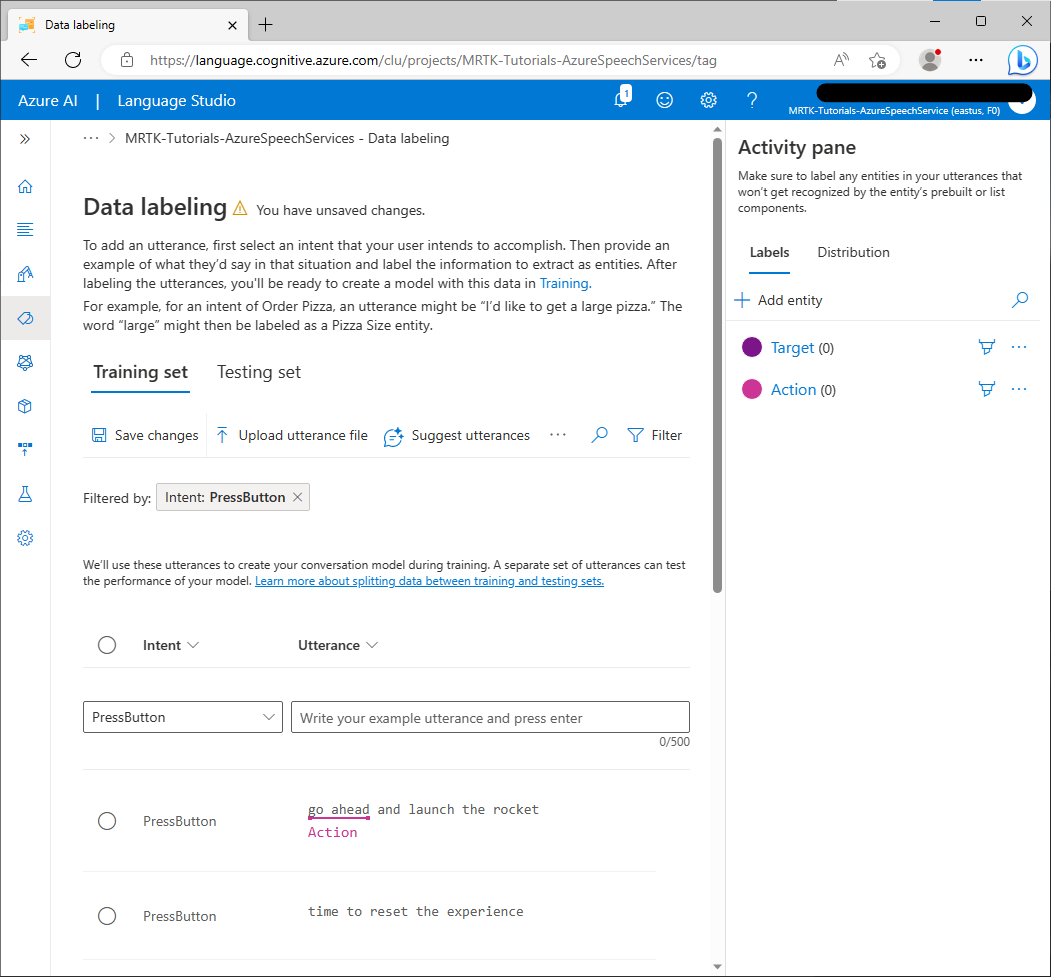 Data labeling
https://language.cognitive.azure.com/clu/projects/MRTK-Tutorials-AzureSpeechServices/tag
Azure AI | Language Studio
1
?
MRTK-Tutorials-AzureSpeechService (eastus, F0)
··· > MRTK-Tutorials-AzureSpeechServices - Data labeling
Data labeling You have unsaved changes.
To add an utterance, first select an intent that your user intends to accomplish. Then provide an
example of what they’d say in that situation and label the information to extract as entities. After
labeling the utterances, you'll be ready to create a model with this data in Training.
For example, for an intent of Order Pizza, an utterance might be “I’d like to get a large pizza.” The
word “large” might then be labeled as a Pizza Size entity.
Training set Testing set
Save changes Upload utterance file Suggest utterances ··· Filter
Filtered by: Intent: PressButton
We’ll use these utterances to create your conversation model during training. A separate set of utterances can test
the performance of your model. Learn more about splitting data between training and testing sets.
Intent Utterance
PressButton Write your example utterance and press enter
0/500
PressButton go ahead and launch the rocket
Action
PressButton time to reset the experience
Activity pane
Make sure to label any entities in your utterances that
won’t get recognized by the entity’s prebuilt or list
components.
Labels Distribution
Add entity
Target (0)
Action (0)